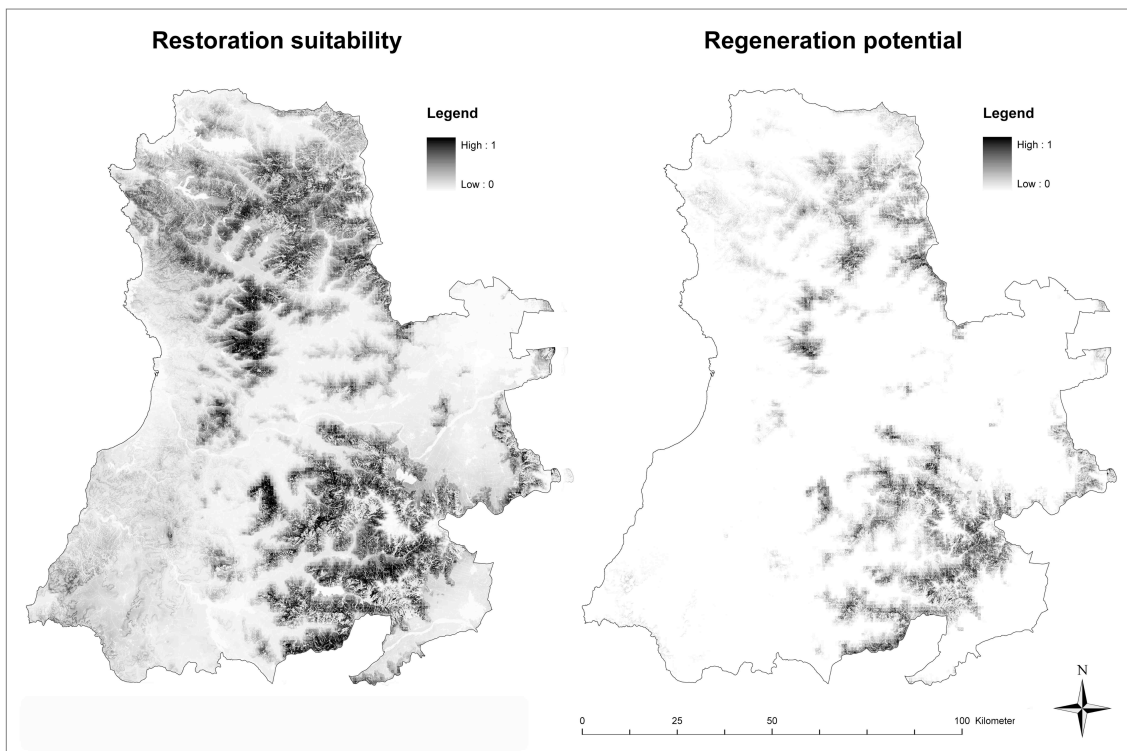 Restoration suitability
Regeneration potential
Legend
High : 1
Low : 0
Legend
High : 1
Low : 0
N
0 25 50 100 Kilometer